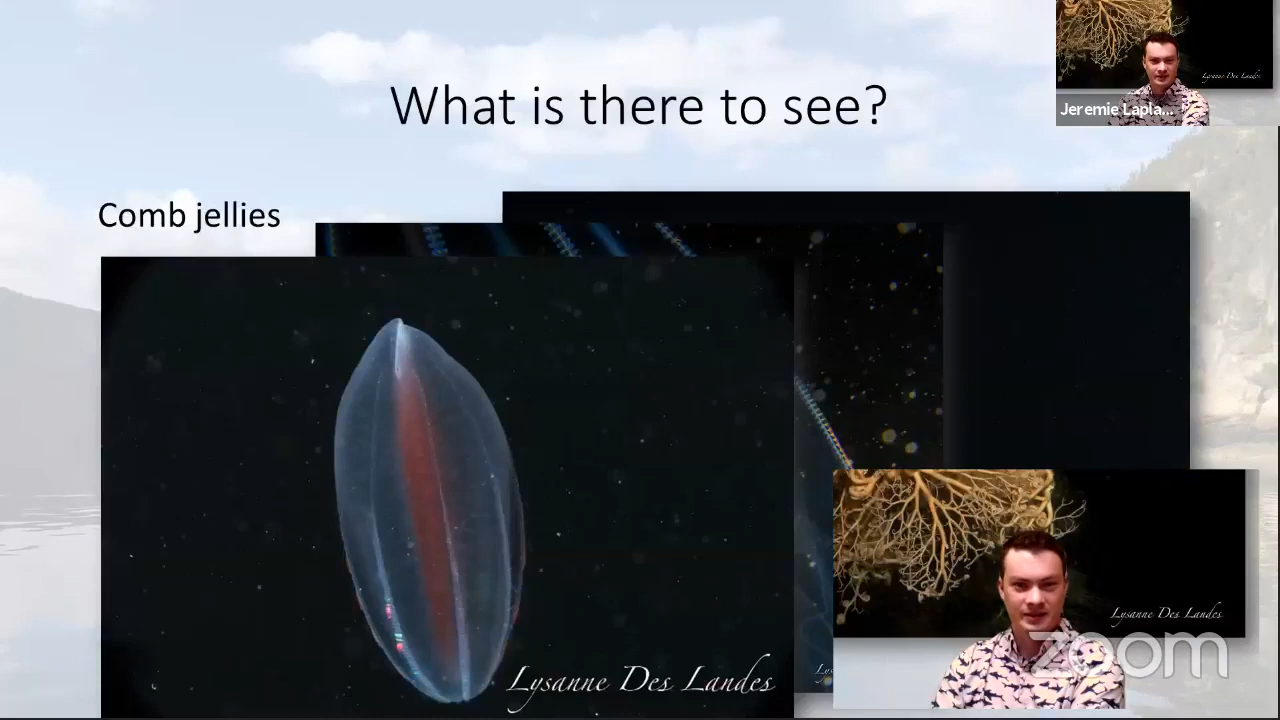 What is there to see?
Lysanne Des Landes
Jeremie Lapla...
Comb jellies
Lysanne Des Landes
zoom
Lysanne Des Landes
Lys